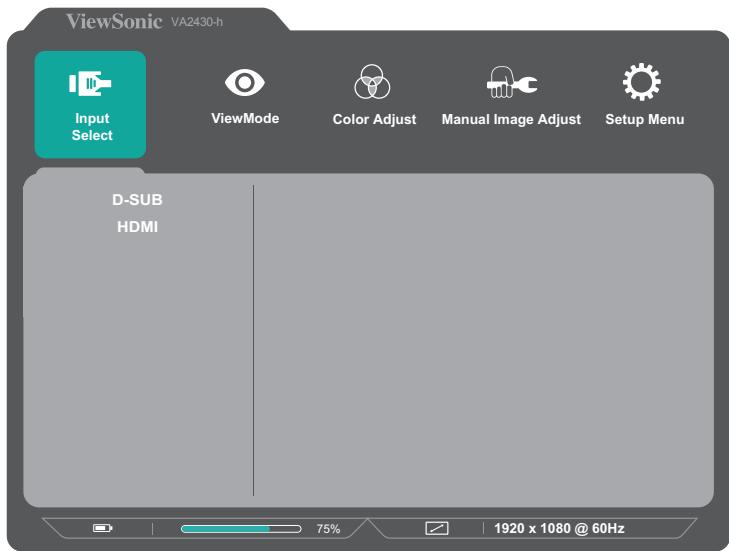 ViewSonic VA2430-h
Input
Select
ViewMode
Color Adjust
Manual Image Adjust
Setup Menu
D-SUB
HDMI
75%
1920 x 1080 @ 60Hz